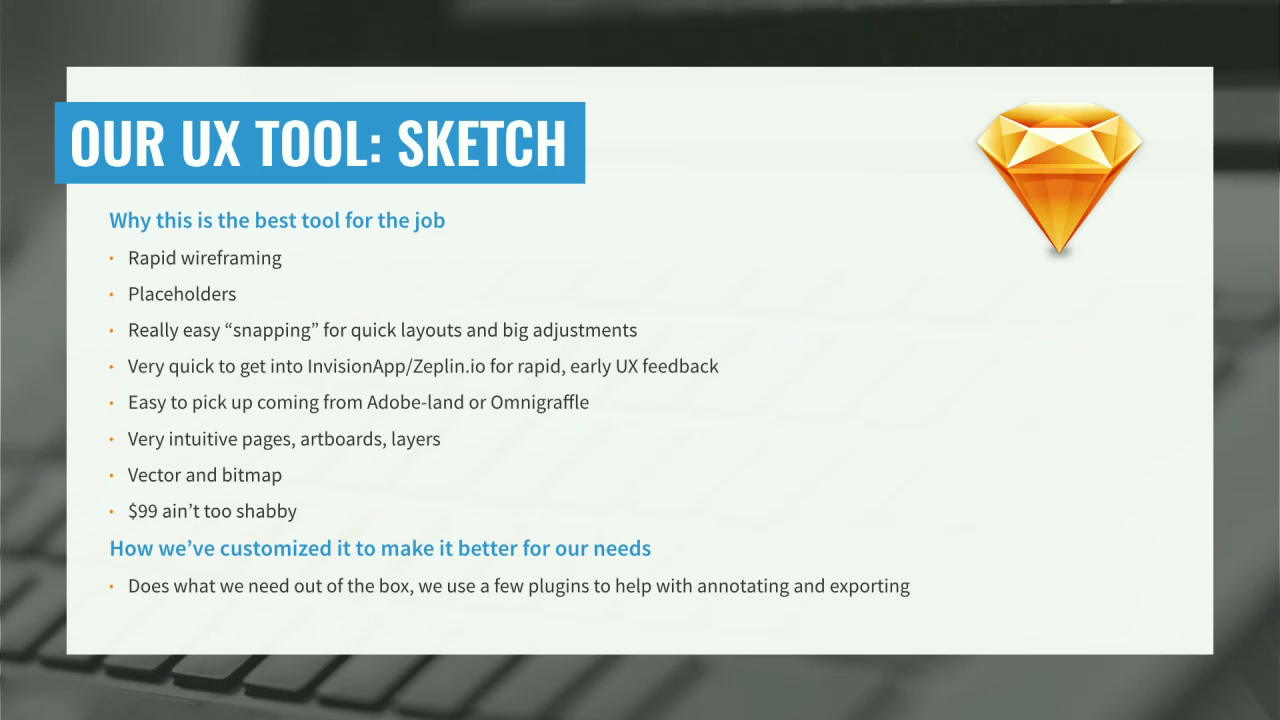 OUR UX TOOL: SKETCH
Why this is the best tool for the job
• Rapid wireframing
• Placeholders
• Really easy “snapping” for quick layouts and big adjustments
• Very quick to get into InvisionApp/Zeplin.io for rapid, early UX feedback
• Easy to pick up coming from Adobe-land or Omnigraffle
• Very intuitive pages, artboards, layers
• Vector and bitmap
• $99 ain’t too shabby
How we’ve customized it to make it better for our needs
• Does what we need out of the box, we use a few plugins to help with annotating and exporting